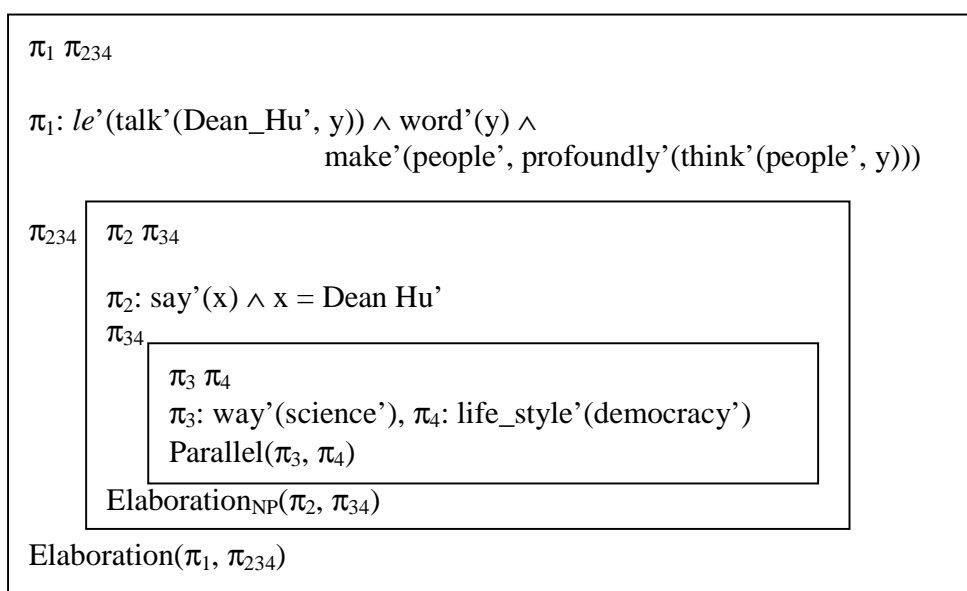 π1 π234
π1: le’(talk’(Dean_Hu’, y)) ∧ word’(y) ∧
make’(people’, profoundly’(think’(people’, y)))
π234 π2 π34
π2: say’(x) ∧ x = Dean Hu’
π34
π3 π4
π3: way’(science’), π4: life_style’(democracy’)
Parallel(π3, π4)
ElaborationNP(π2, π34)
Elaboration(π1, π234)